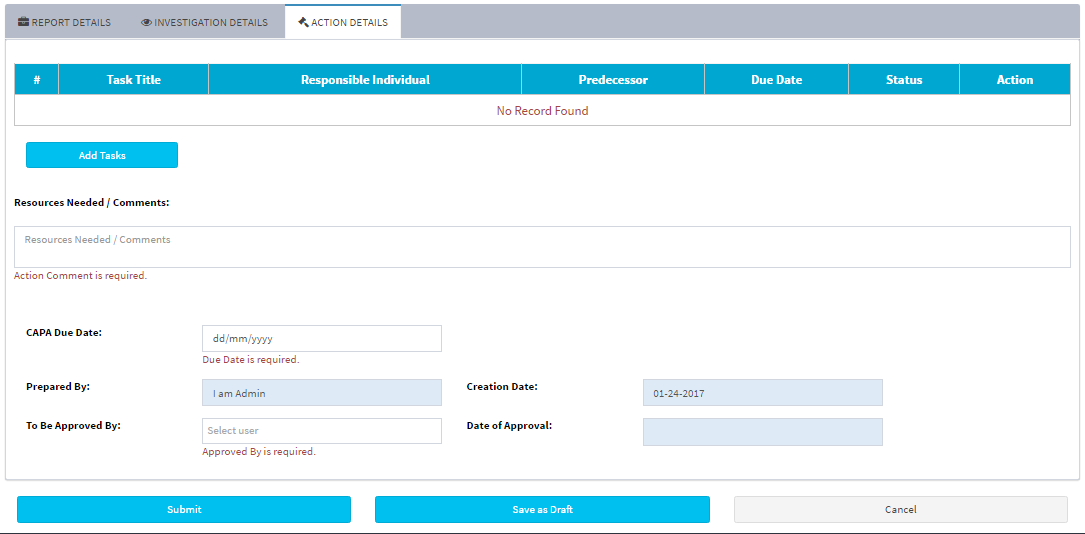 REPORT DETAILS INVESTIGATION DETAILS ACTION DETAILS
# Task Title Responsible Individual Predecessor Due Date Status Action
No Record Found
Add Tasks
Resources Needed / Comments:
Resources Needed / Comments
Action Comment is required.
CAPA Due Date: dd/mm/yyyy
Due Date is required.
Prepared By: I am Admin Creation Date: 01-24-2017
To Be Approved By: Select user Date of Approval:
Approved By is required.
Submit Save as Draft Cancel